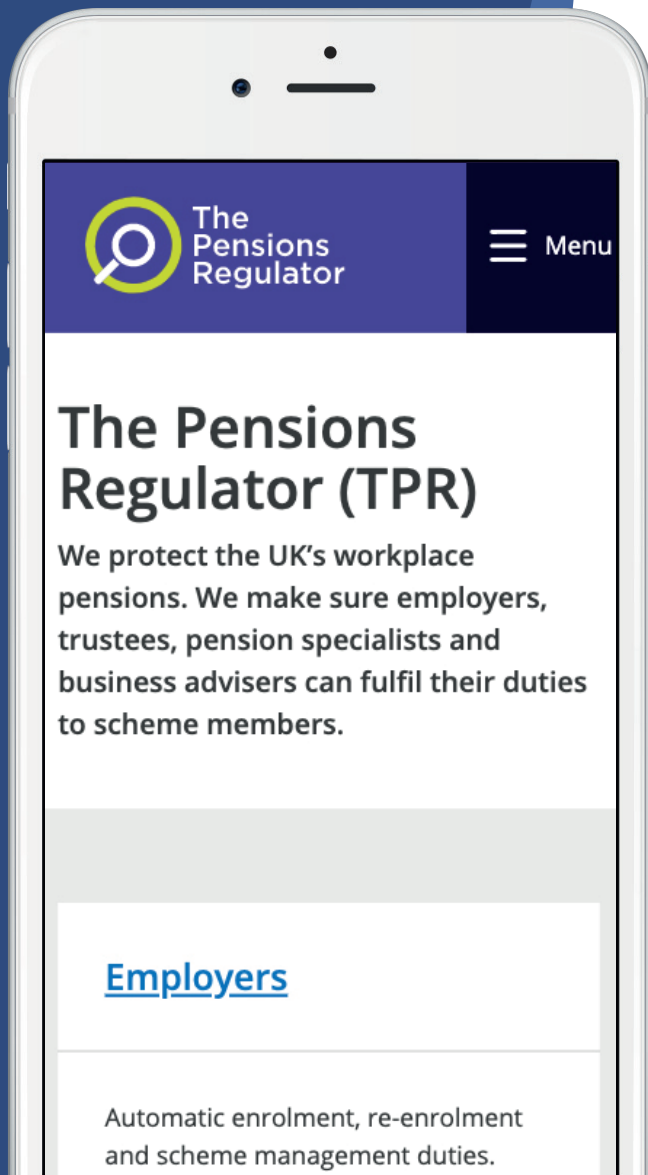 The
Pensions
Regulator
Menu
The Pensions
Regulator (TPR)
We protect the UK’s workplace
pensions. We make sure employers,
trustees, pension specialists and
business advisers can fulfil their duties
to scheme members.
Employers
Automatic enrolment, re-enrolment
and scheme management duties.